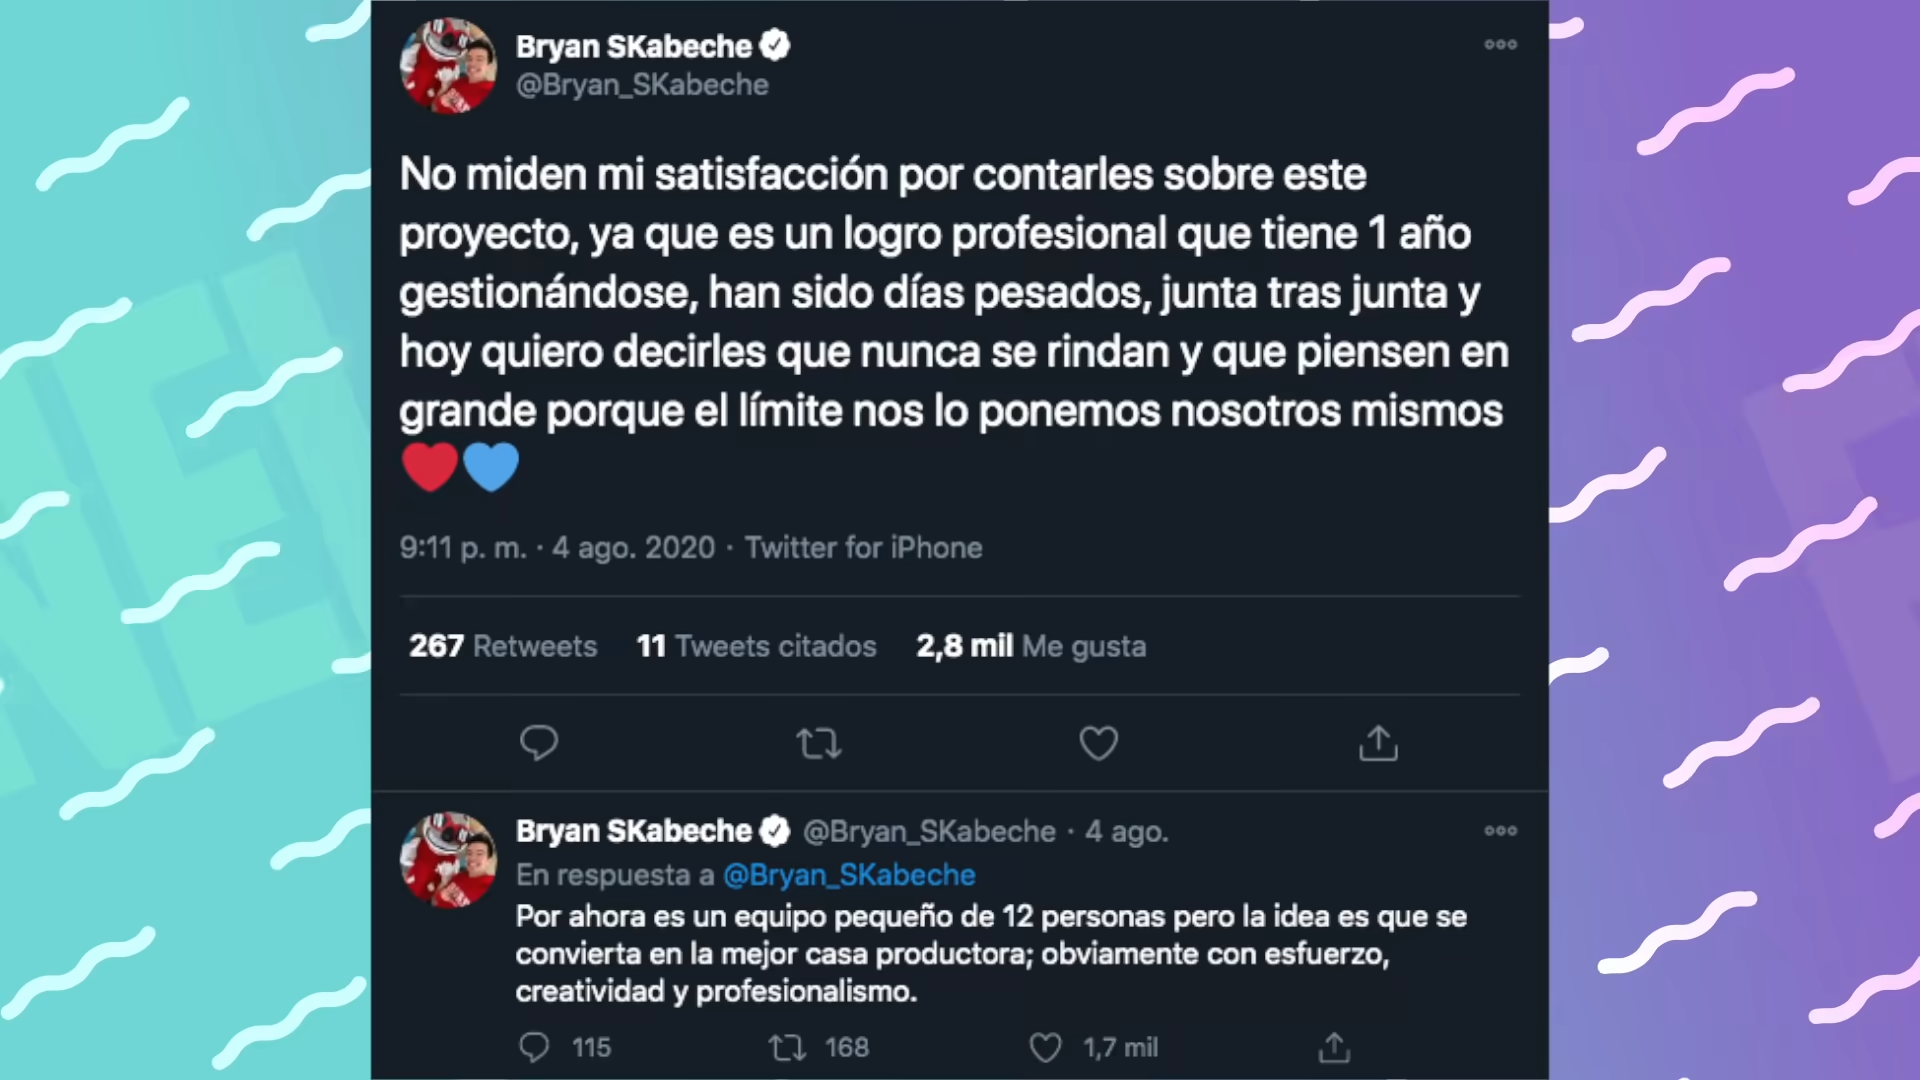 Bryan SKabeche
@Bryan_SKabeche
No miden mi satisfacción por contarles sobre este
proyecto, ya que es un logro profesional que tiene 1 año
gestionándose, han sido días pesados, junta tras junta y
hoy quiero decirles que nunca se rindan y que piensen en
grande porque el límite nos lo ponemos nosotros mismos
❤️💙
9:11 p. m. · 4 ago. 2020 · Twitter for iPhone
267 Retweets 11 Tweets citados 2,8 mil Me gusta
Bryan SKabeche @Bryan_SKabeche · 4 ago.
En respuesta a @Bryan_SKabeche
Por ahora es un equipo pequeño de 12 personas pero la idea es que se
convierta en la mejor casa productora; obviamente con esfuerzo,
creatividad y profesionalismo.
115 168 1,7 mil